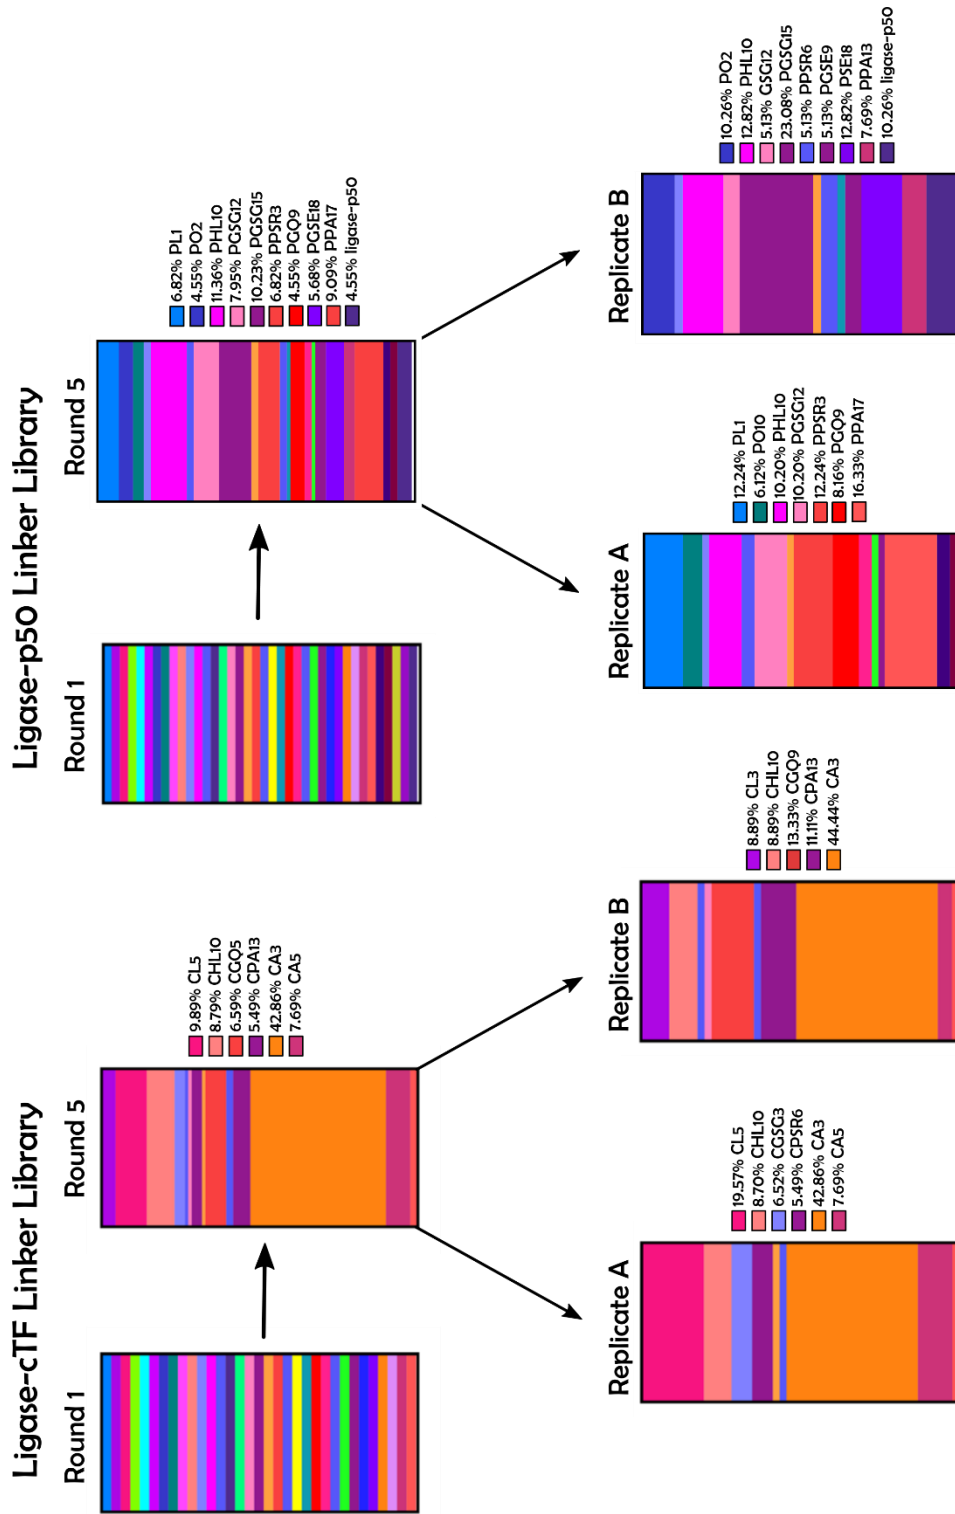 Ligase-cTF Linker Library
Round 1
Round 5
9.89% CL5
8.79% CHL10
6.59% CGQ5
5.49% CPA13
42.86% CA3
7.69% CA5
Replicate A
19.57% CL5
8.70% CHL10
6.52% CGSG3
5.49% CPSR6
42.86% CA3
7.69% CA5
Replicate B
8.89% CL3
8.89% CHL10
13.33% CGQ9
11.11% CPA13
44.44% CA3
Ligase-p50 Linker Library
Round 1
Round 5
6.82% PL1
4.55% PO2
11.36% PHL10
7.95% PGSG12
10.23% PGSG15
6.82% PPSR3
4.55% PGQ9
5.68% PGSE18
9.09% PPA17
4.55% ligase-p50
Replicate A
12.24% PL1
6.12% PO10
10.20% PHL10
10.20% PGSG12
12.24% PPSR3
8.16% PGQ9
16.33% PPA17
Replicate B
10.26% PO2
12.82% PHL10
5.13% GSG12
23.08% PGSG15
5.13% PPSR6
5.13% PGSE9
12.82% PSE18
7.69% PPA13
10.26% ligase-p50